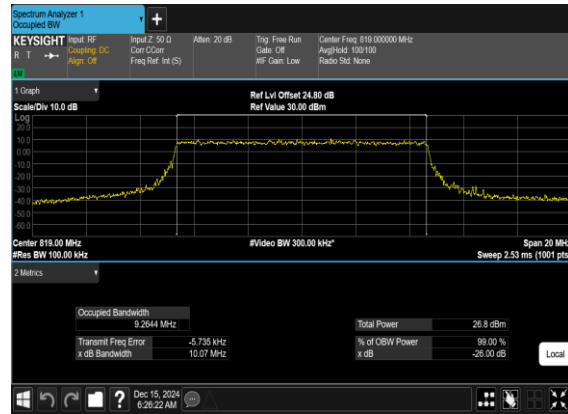 Spectrum Analyzer 1
Occupied BW
+
KEYSIGHT Input: RF Input Z: 50 Ω Atten: 20 dB Trig: Free Run Center Freq: 819.000000 MHz
R T Coupling: DC Corr CCorr Gate: Off Avg|Hold: 100/100
Align: Off Freq Ref: Int (S) #IF Gain: Low Radio Std: None
LXI
1 Graph
Ref Lvl Offset 24.80 dB
Scale/Div 10.0 dB Ref Value 30.00 dBm
Log
20.0
10.0
0.00
-10.0
-20.0
-30.0
-40.0
-50.0
-60.0
Center 819.00 MHz #Video BW 300.00 kHz* Span 20 MHz
#Res BW 100.00 kHz Sweep 2.53 ms (1001 pts)
2 Metrics
Occupied Bandwidth
9.2644 MHz Total Power 26.8 dBm
Transmit Freq Error -5.735 kHz % of OBW Power 99.00 %
x dB Bandwidth 10.07 MHz x dB -26.00 dB
Local
? Dec 15, 2024
6:26:22 AM